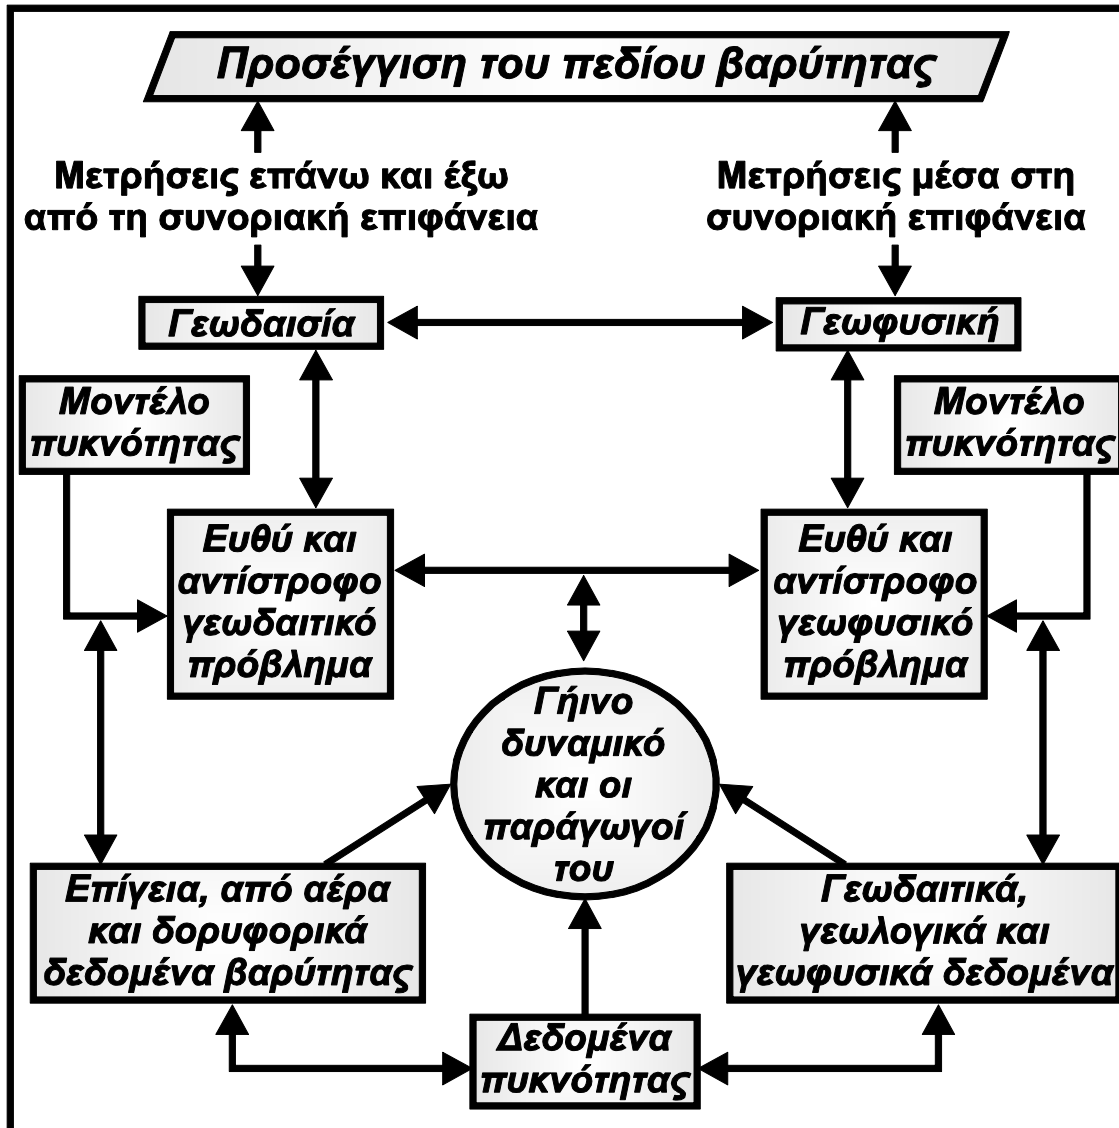 Προσέγγιση του πεδίου βαρύτητας
Μετρήσεις επάνω και έξω
από τη συνοριακή επιφάνεια
Μετρήσεις μέσα στη
συνοριακή επιφάνεια
Γεωδαισία
Γεωφυσική
Μοντέλο
πυκνότητας
Μοντέλο
πυκνότητας
Ευθύ και
αντίστροφο
γεωδαιτικό
πρόβλημα
Ευθύ και
αντίστροφο
γεωφυσικό
πρόβλημα
Γήινο
δυναμικό
και οι
παράγωγοί
του
Επίγεια, από αέρα
και δορυφορικά
δεδομένα βαρύτητας
Γεωδαιτικά,
γεωλογικά και
γεωφυσικά δεδομένα
Δεδομένα
πυκνότητας